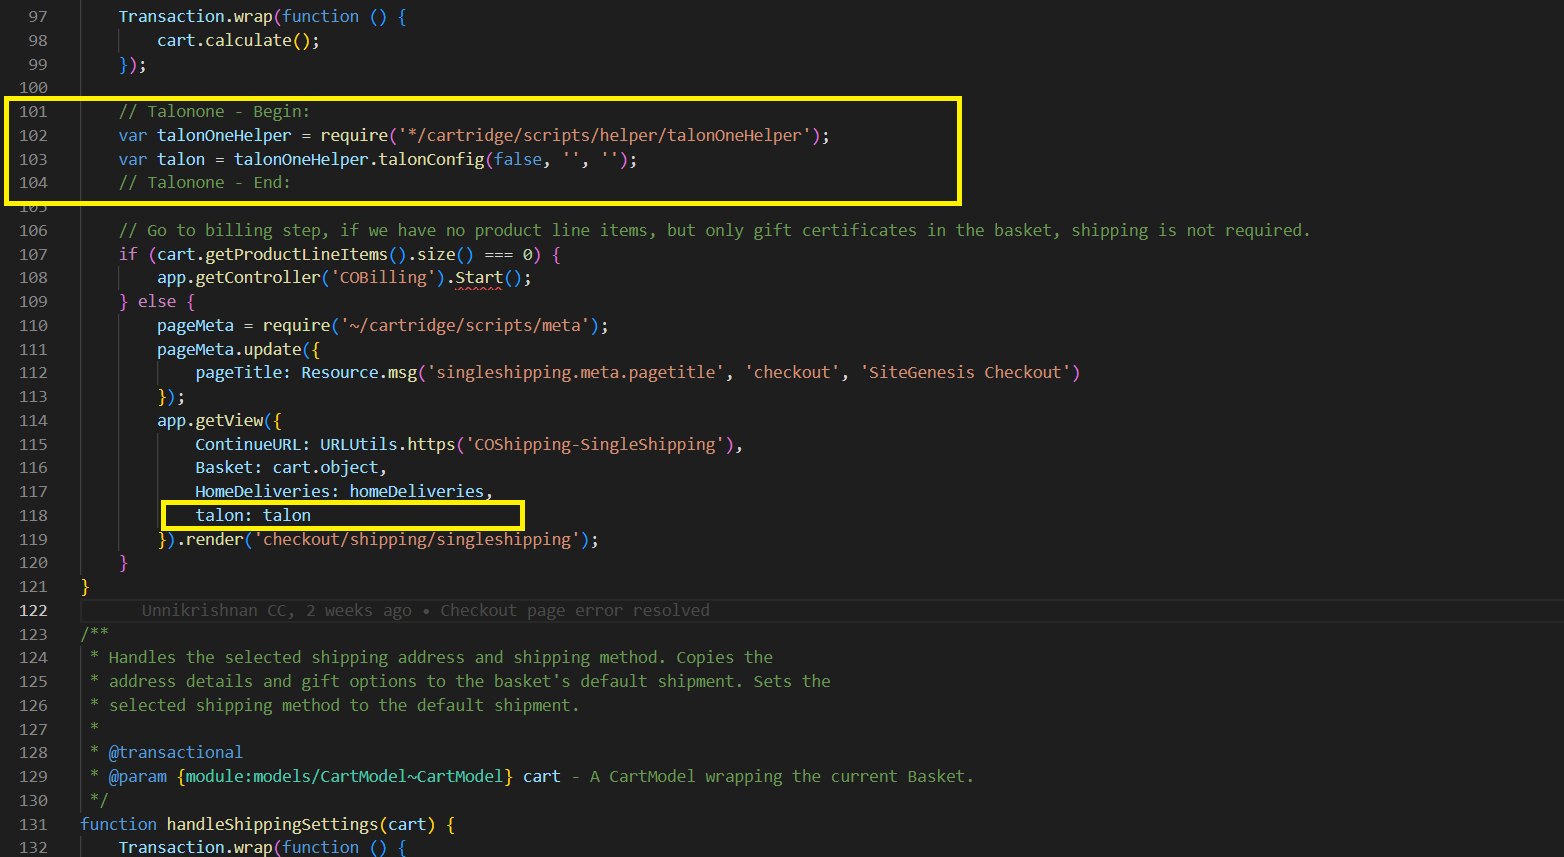 97 Transaction.wrap(function () {
98 cart.calculate();
99 });
100
101 // Talonone - Begin:
102 var talonOneHelper = require('*/cartridge/scripts/helper/talonOneHelper');
103 var talon = talonOneHelper.talonConfig(false, '', '');
104 // Talonone - End:
105
106 // Go to billing step, if we have no product line items, but only gift certificates in the basket, shipping is not required.
107 if (cart.getProductLineItems().size() === 0) {
108 app.getController('COBilling').Start();
109 } else {
110 pageMeta = require('~/cartridge/scripts/meta');
111 pageMeta.update({
112 pageTitle: Resource.msg('singleshipping.meta.pagetitle', 'checkout', 'SiteGenesis Checkout')
113 });
114 app.getView({
115 ContinueURL: URLUtils.https('COShipping-SingleShipping'),
116 Basket: cart.object,
117 HomeDeliveries: homeDeliveries,
118 talon: talon
119 }).render('checkout/shipping/singleshipping');
120 }
121 }
122 Unnikrishnan CC, 2 weeks ago • Checkout page error resolved
123 /**
124 * Handles the selected shipping address and shipping method. Copies the
125 * address details and gift options to the basket's default shipment. Sets the
126 * selected shipping method to the default shipment.
127 *
128 * @transactional
129 * @param {module:models/CartModel~CartModel} cart - A CartModel wrapping the current Basket.
130 */
131 function handleShippingSettings(cart) {
132 Transaction.wrap(function () {